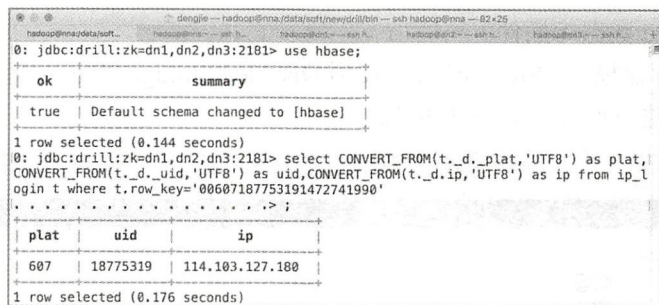 dengjie — hadoop@nna:/data/soft/new/drill/bin — ssh hadoop@nna — 82×26
hadoop@nna:/data/soft...
0: jdbc:drill:zk=dn1,dn2,dn3:2181> use hbase;
| ok | summary |
| true | Default schema changed to [hbase] |
1 row selected (0.144 seconds)
0: jdbc:drill:zk=dn1,dn2,dn3:2181> select CONVERT_FROM(t._d._plat,'UTF8') as plat,
CONVERT_FROM(t._d._uid,'UTF8') as uid,CONVERT_FROM(t._d.ip,'UTF8') as ip from ip_l
ogin t where t.row_key='00607187753191472741990'
. . . . . . . . . . . . . . . . . .> ;
| plat | uid | ip |
| 607 | 18775319 | 114.103.127.180 |
1 row selected (0.176 seconds)